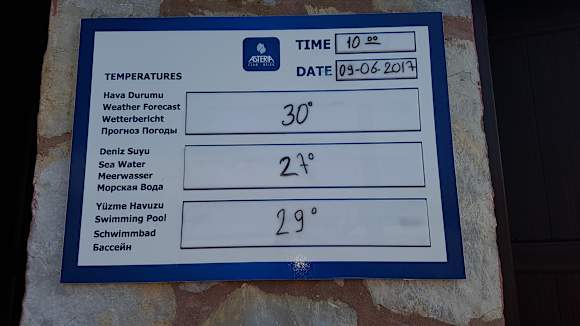 ASTERIA
TIME 10 00
DATE 09-06-2017
TEMPERATURES
Hava Durumu
Weather Forecast
Wetterbericht
Прогноз Погоды
30°
Deniz Suyu
Sea Water
Meerwasser
Морская Вода
27°
Yüzme Havuzu
Swimming Pool
Schwimmbad
Бассейн
29°